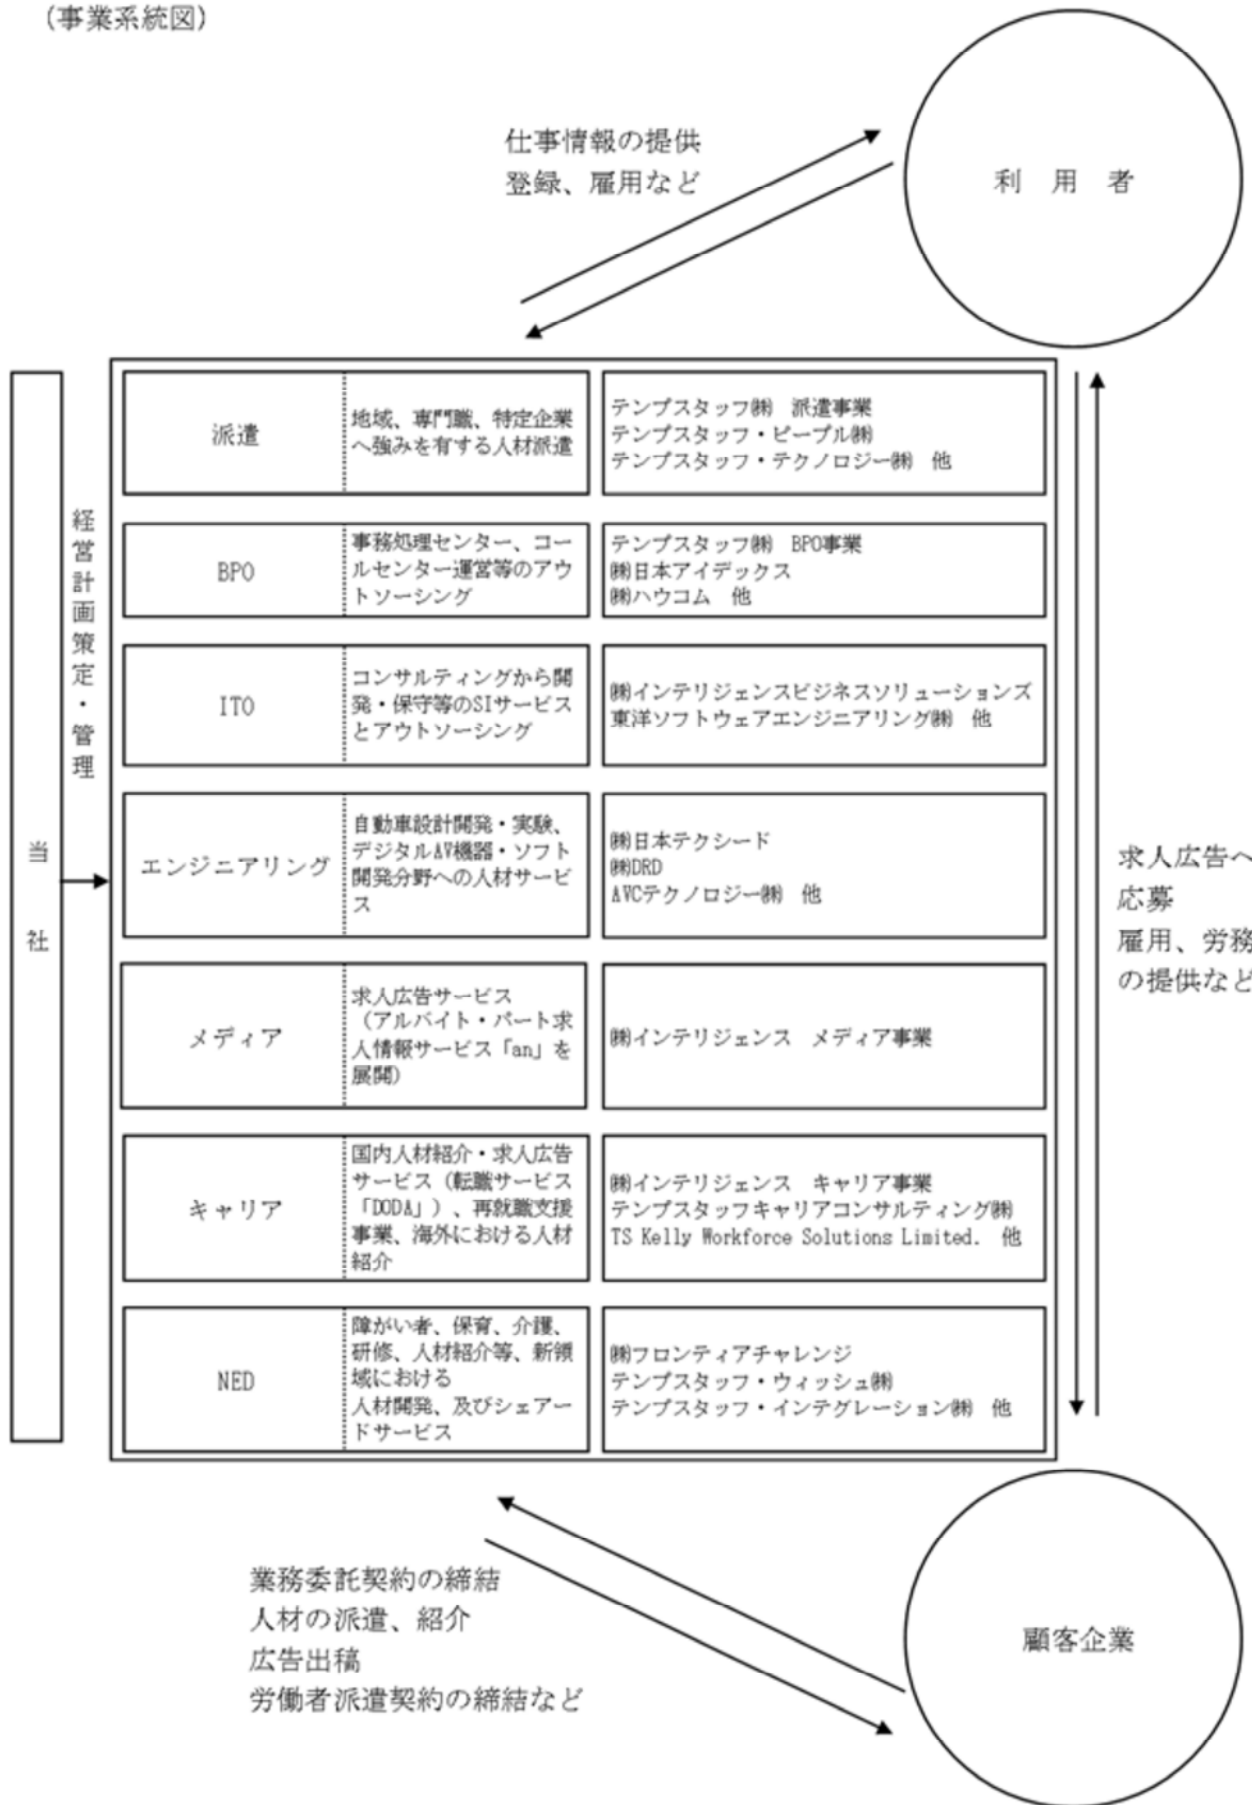 (事業系統図)
仕事情報の提供
登録、雇用など
利用者
当社
経営計画策定・管理
派遣
地域、専門職、特定企業
へ強みを有する人材派遣
テンプスタッフ㈱ 派遣事業
テンプスタッフ・ピープル㈱
テンプスタッフ・テクノロジー㈱ 他
BPO
事務処理センター、コー
ルセンター運営等のアウ
トソーシング
テンプスタッフ㈱ BPO事業
㈱日本アイデックス
㈱ハウコム 他
ITO
コンサルティングから開
発・保守等のSIサービス
とアウトソーシング
㈱インテリジェンスビジネスソリューションズ
東洋ソフトウェアエンジニアリング㈱ 他
エンジニアリング
自動車設計開発・実験、
デジタルAV機器・ソフト
開発分野への人材サービ
ス
㈱日本テクシード
㈱DRD
AVCテクノロジー㈱ 他
メディア
求人広告サービス
(アルバイト・パート求
人情報サービス「an」を
展開)
㈱インテリジェンス メディア事業
キャリア
国内人材紹介・求人広告
サービス(転職サービス
「DODA」)、再就職支援
事業、海外における人材
紹介
㈱インテリジェンス キャリア事業
テンプスタッフキャリアコンサルティング㈱
TS Kelly Workforce Solutions Limited. 他
NED
障がい者、保育、介護、
研修、人材紹介等、新領
域における
人材開発、及びシェアー
ドサービス
㈱フロンティアチャレンジ
テンプスタッフ・ウィッシュ㈱
テンプスタッフ・インテグレーション㈱ 他
求人広告へ
応募
雇用、労務
の提供など
業務委託契約の締結
人材の派遣、紹介
広告出稿
労働者派遣契約の締結など
顧客企業